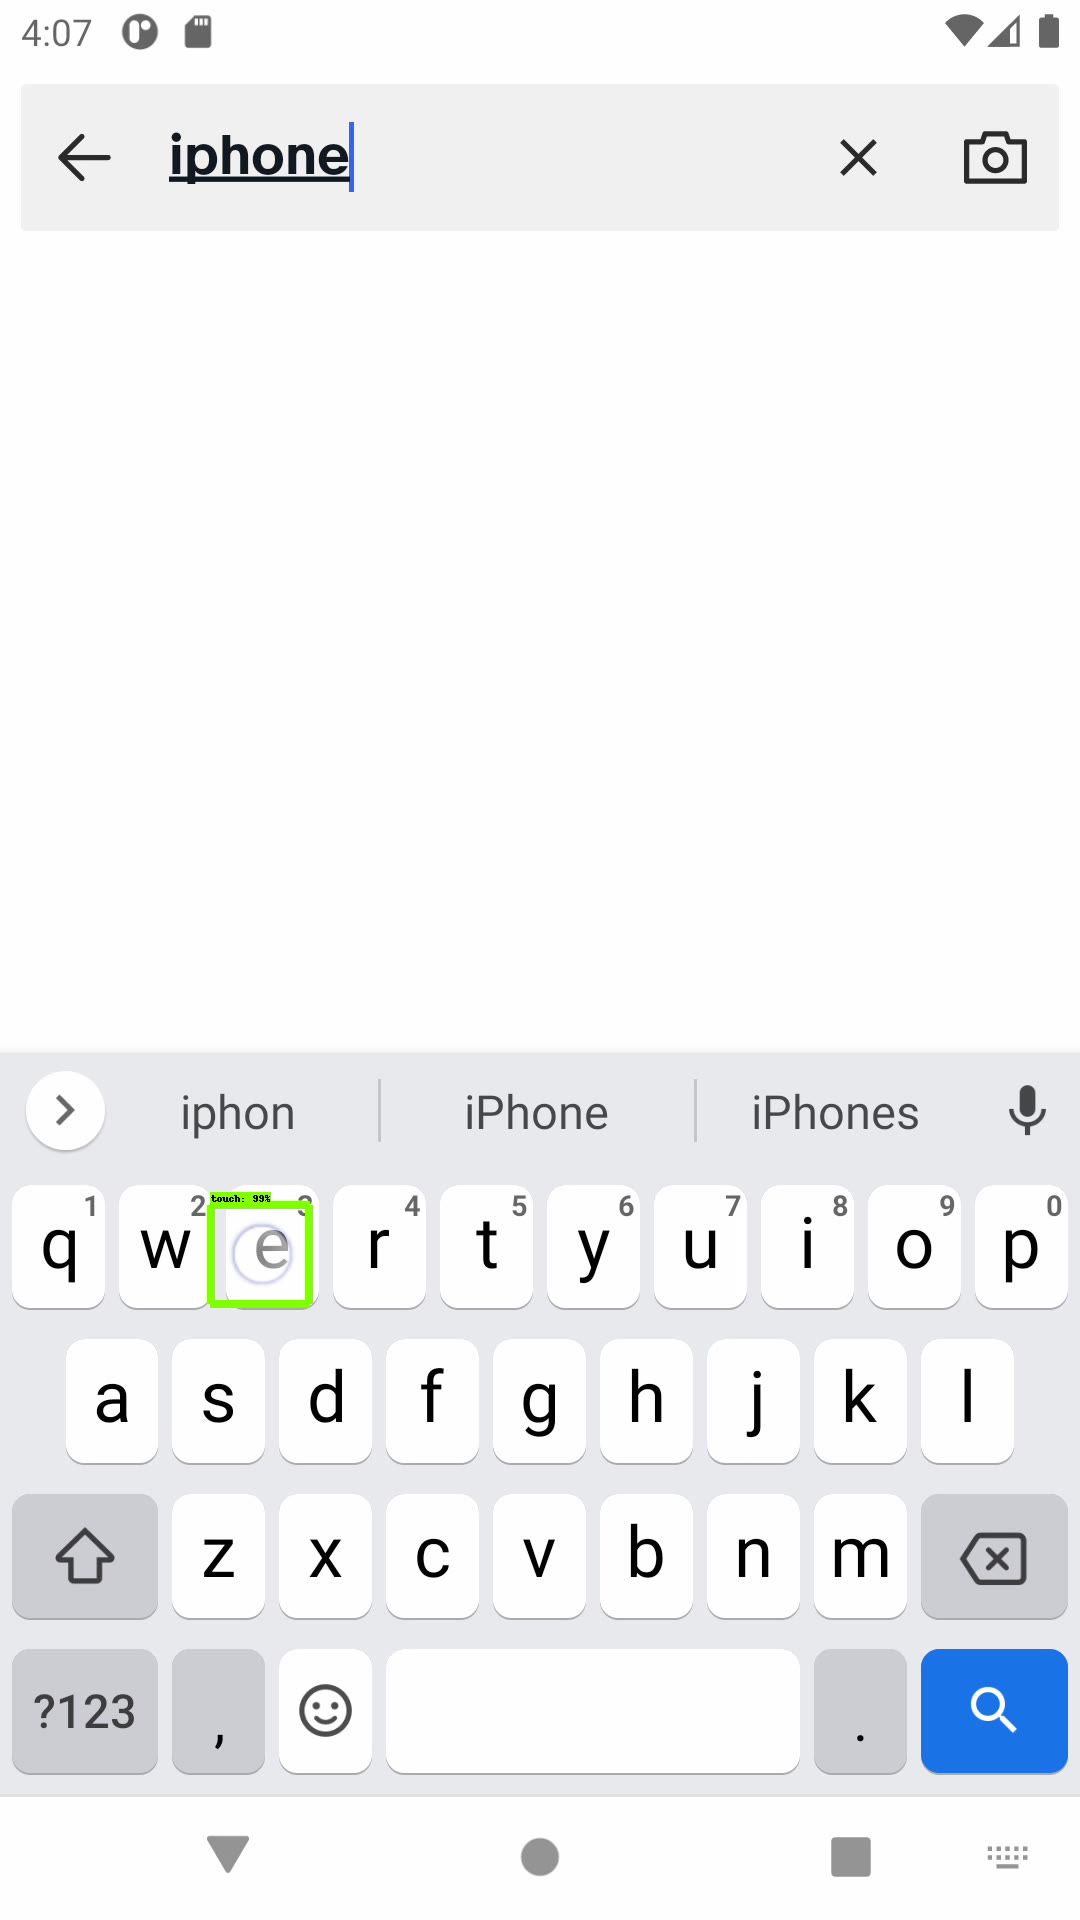 4:07
iphone
iphon iPhone iPhones
touch: 99%
1 2 3 4 5 6 7 8 9 0
q w e r t y u i o p
a s d f g h j k l
z x c v b n m
?123 , .